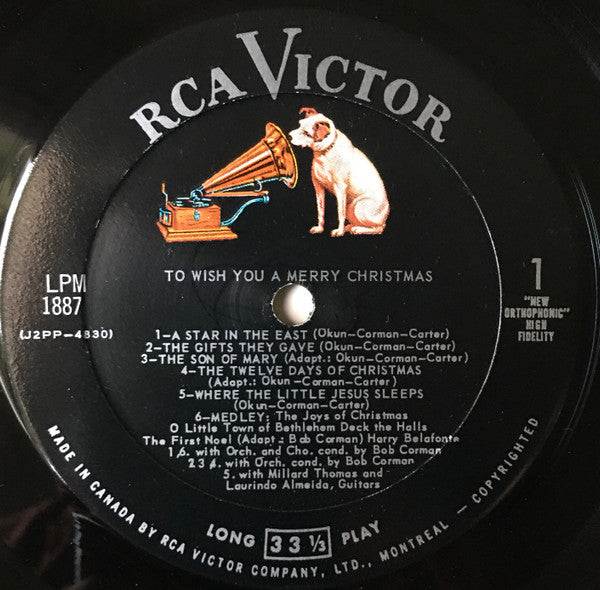 RCA VICTOR
TO WISH YOU A MERRY CHRISTMAS
LPM
1887
(J2PP-4830)
1
"NEW
ORTHOPHONIC"
HIGH
FIDELITY
1-A STAR IN THE EAST (Okun-Corman-Carter)
2-THE GIFTS THEY GAVE (Okun-Corman-Carter)
3-THE SON OF MARY (Adapt.: Okun-Corman-Carter)
4-THE TWELVE DAYS OF CHRISTMAS
(Adapt: Okun-Corman-Carter)
5-WHERE THE LITTLE JESUS SLEEPS
(Okun-Corman-Carter)
6-MEDLEY: The Joys of Christmas
O Little Town of Bethlehem Deck the Halls
The First Noel (Adapt: Bob Corman) Harry Belafonte
1, 6. with Orch. and Cho. cond. by Bob Corman
2 3 4. with Orch. cond. by Bob Corman
5. with Millard Thomas and
Laurindo Almeida, Guitars
LONG 33 1/3 PLAY
MADE IN CANADA BY RCA VICTOR COMPANY, LTD., MONTREAL - COPYRIGHTED